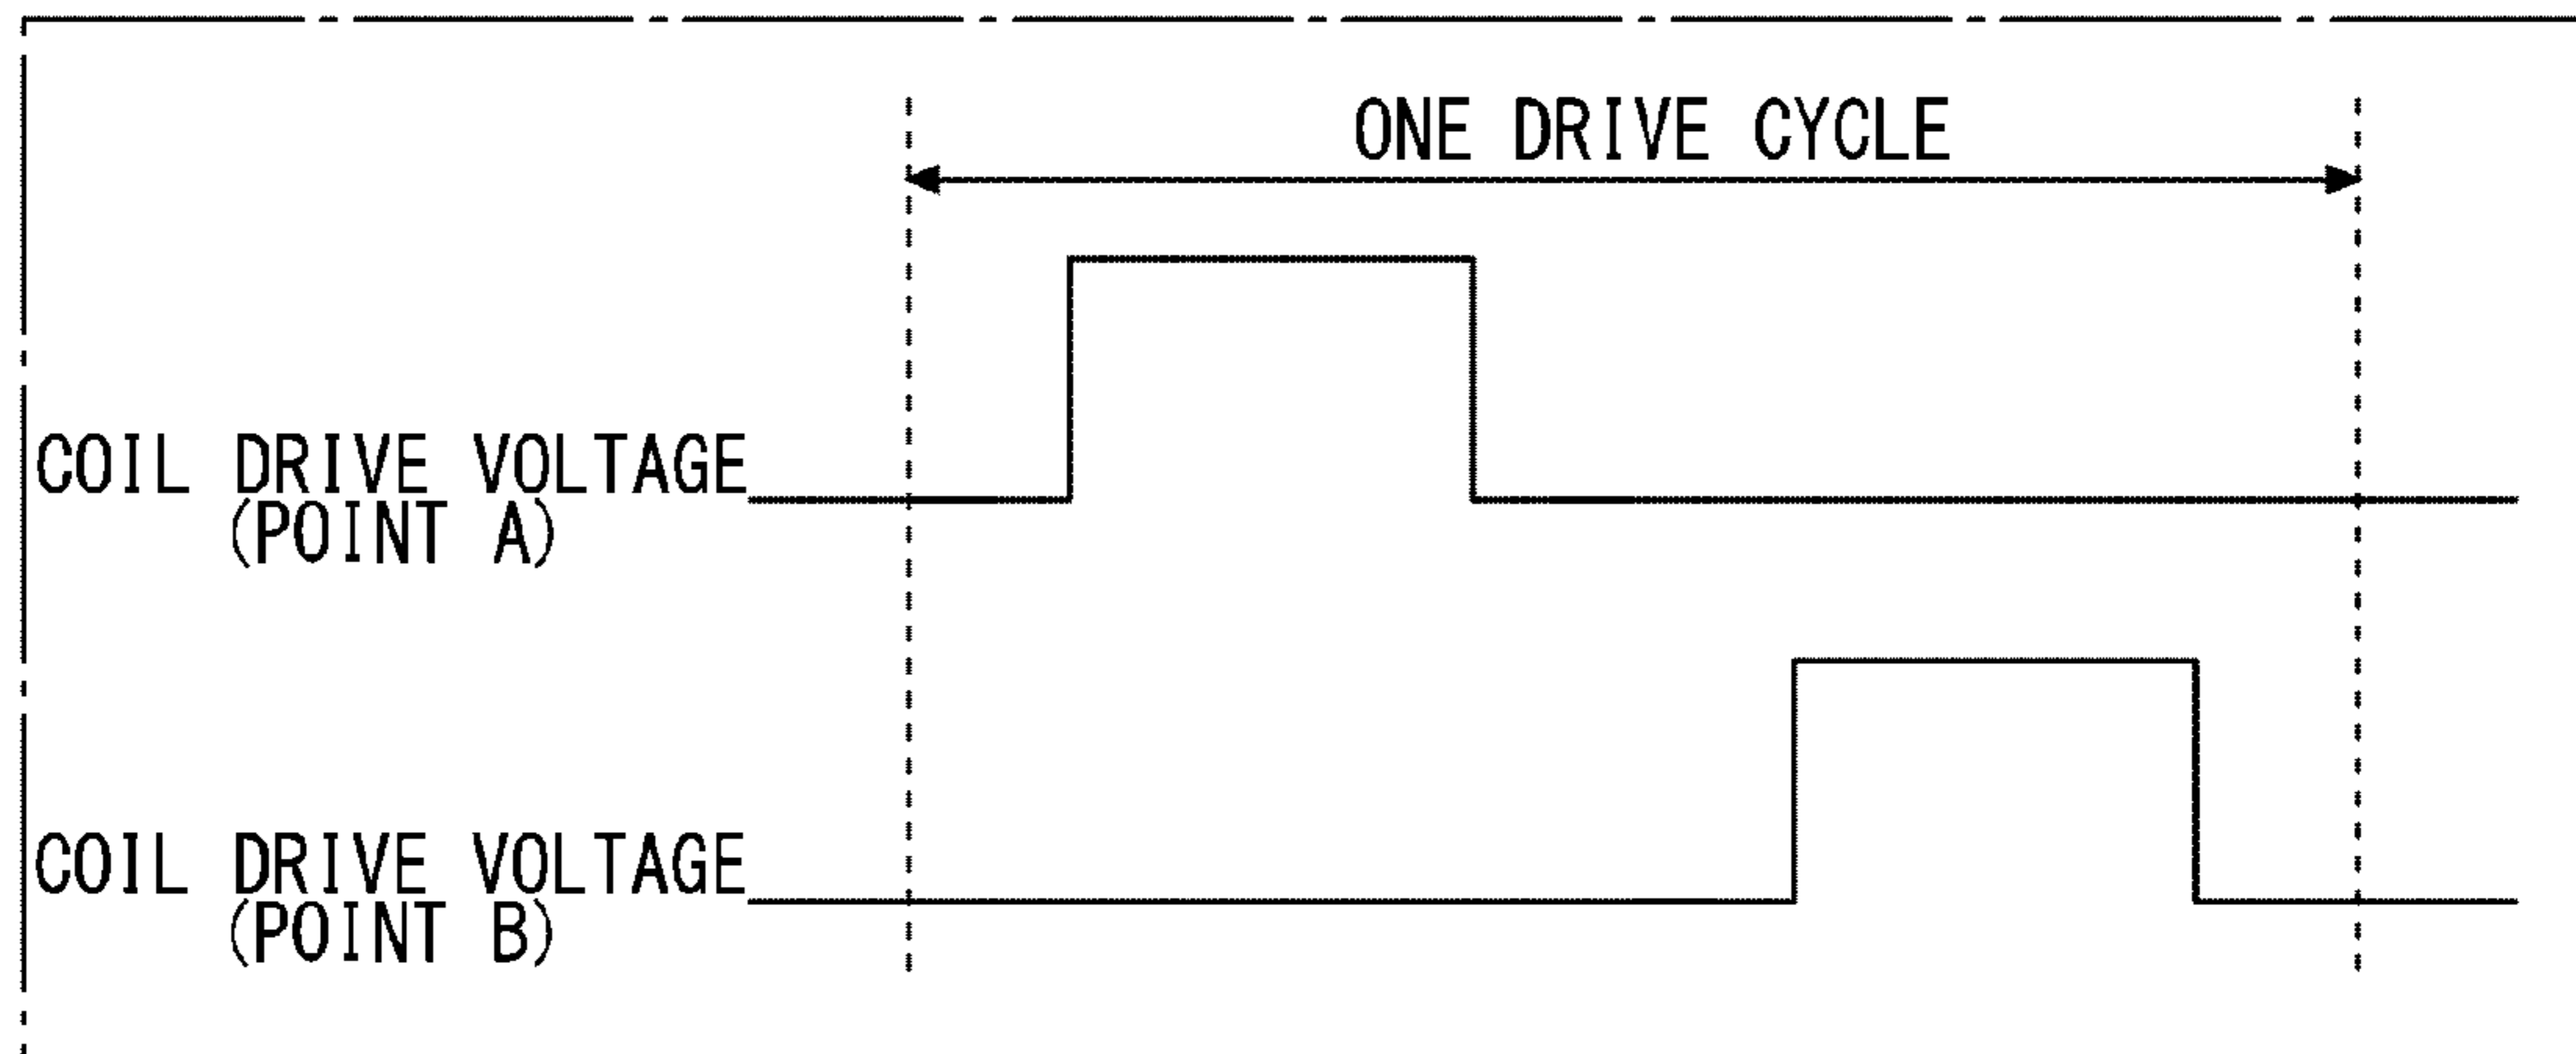 ONE DRIVE CYCLE
COIL DRIVE VOLTAGE
(POINT A)
COIL DRIVE VOLTAGE
(POINT B)